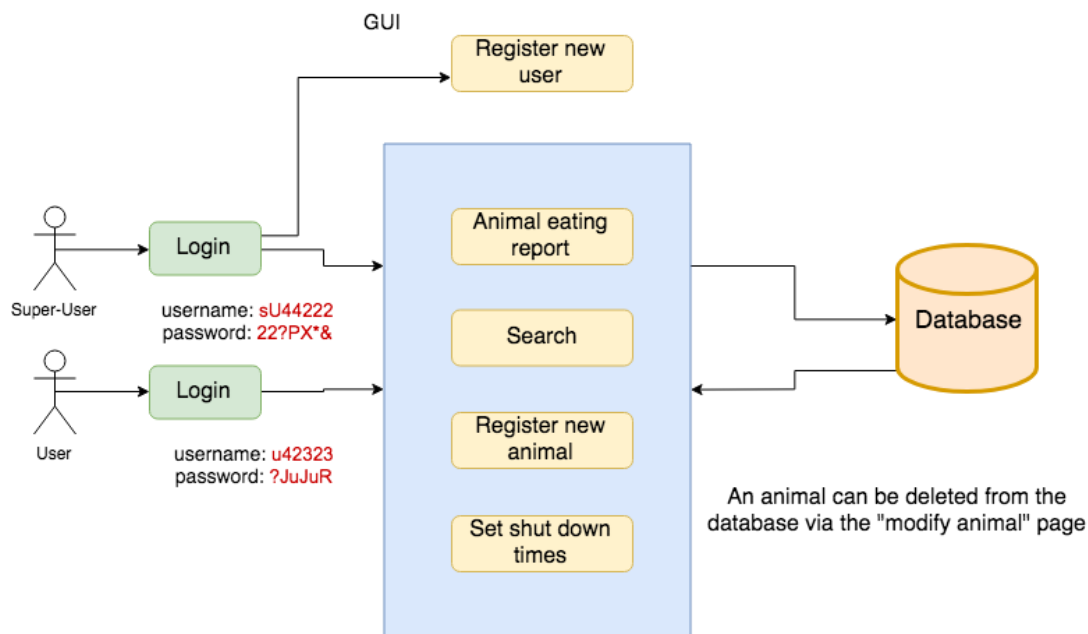 GUI
Register new
user
Animal eating
report
Login
Super-User
username: sU44222
password: 22?PX*&
Search
Database
Login
User
username: u42323
password: ?JuJuR
Register new
animal
Set shut down
times
An animal can be deleted from the
database via the "modify animal" page